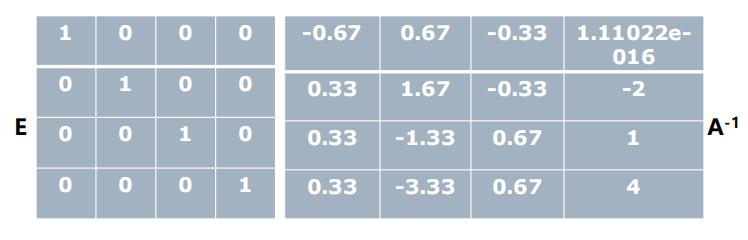 1 0 0 0 -0.67 0.67 -0.33 1.11022e-
016
0 1 0 0 0.33 1.67 -0.33 -2
E A-1
0 0 1 0 0.33 -1.33 0.67 1
0 0 0 1 0.33 -3.33 0.67 4